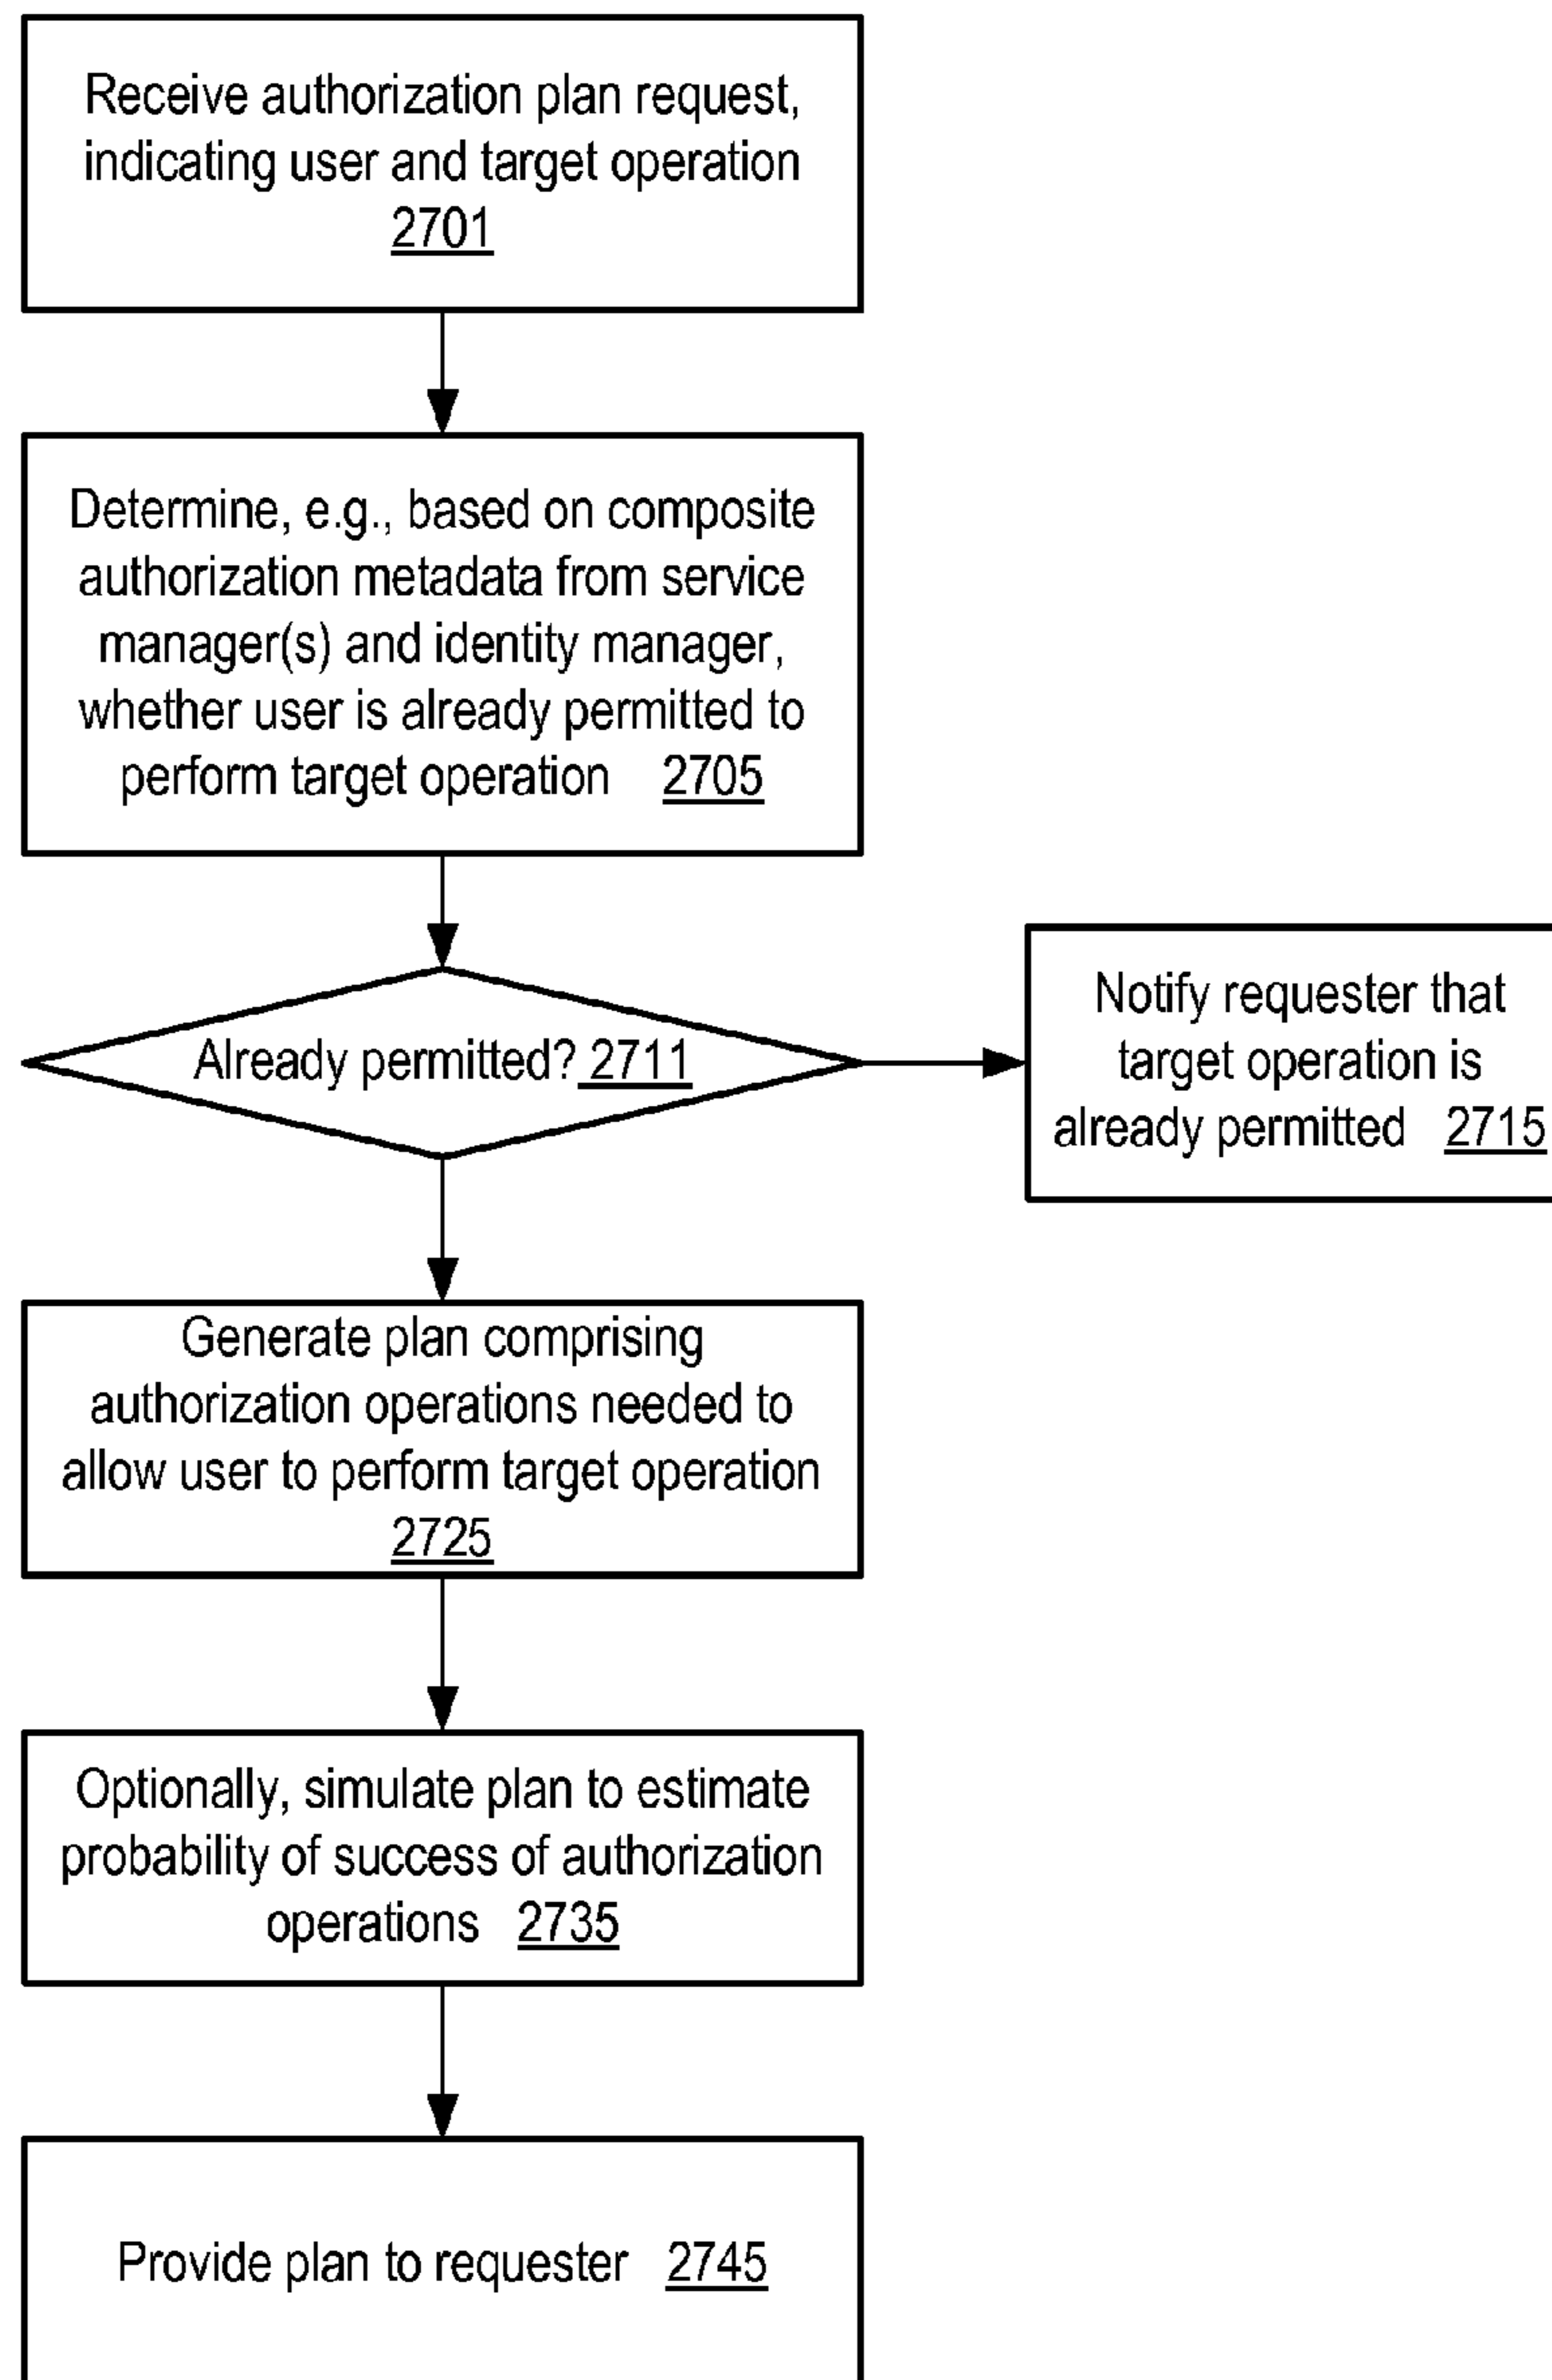 Receive authorization plan request,
indicating user and target operation
2701
Determine, e.g., based on composite
authorization metadata from service
manager(s) and identity manager,
whether user is already permitted to
perform target operation 2705
Already permitted? 2711
Notify requester that
target operation is
already permitted 2715
Generate plan comprising
authorization operations needed to
allow user to perform target operation
2725
Optionally, simulate plan to estimate
probability of success of authorization
operations 2735
Provide plan to requester 2745